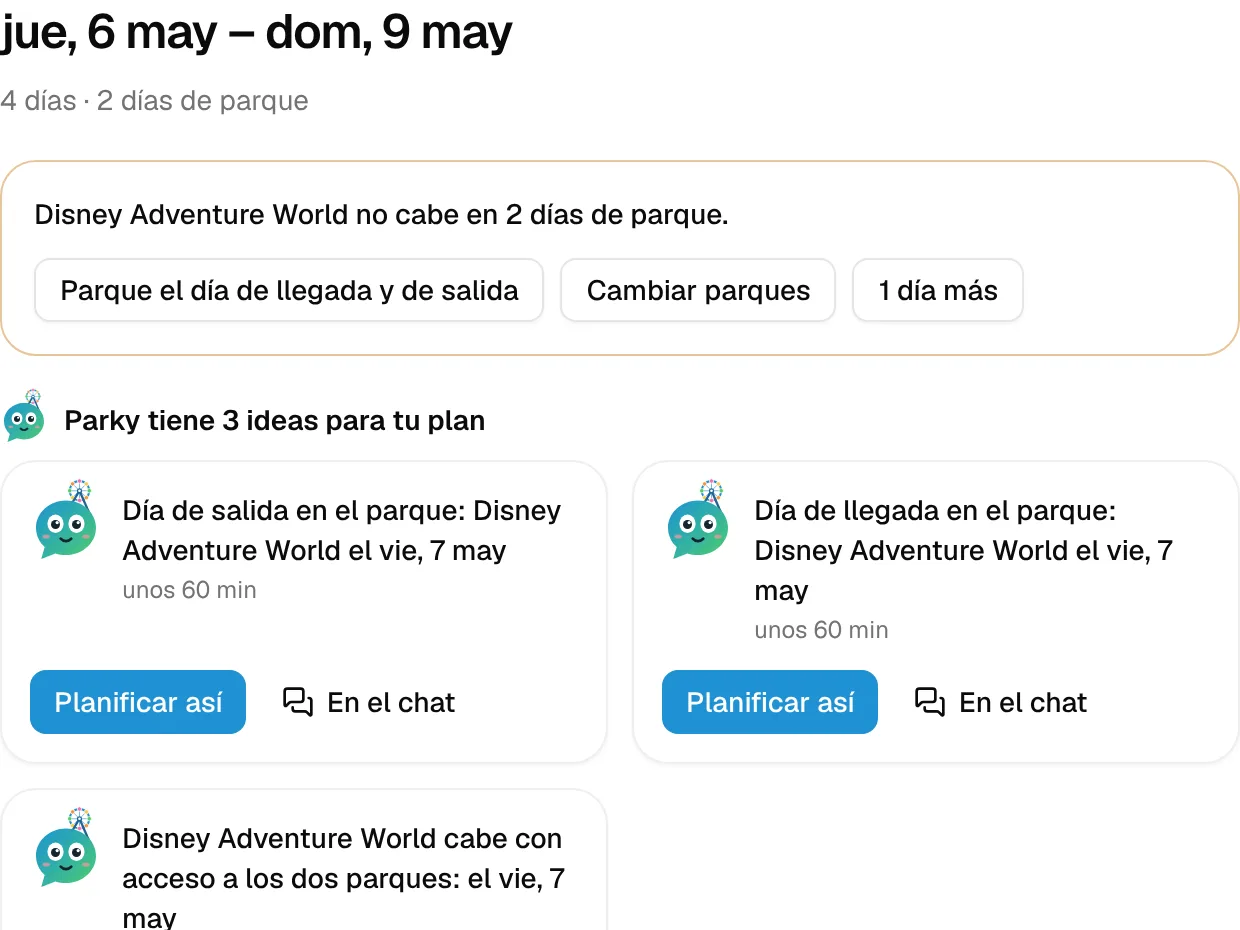 jue, 6 may – dom, 9 may
4 días · 2 días de parque
Disney Adventure World no cabe en 2 días de parque.
Parque el día de llegada y de salida
Cambiar parques
1 día más
Parky tiene 3 ideas para tu plan
Día de salida en el parque: Disney
Adventure World el vie, 7 may
unos 60 min
Planificar así
En el chat
Día de llegada en el parque:
Disney Adventure World el vie, 7
may
unos 60 min
Planificar así
En el chat
Disney Adventure World cabe con
acceso a los dos parques: el vie, 7
may